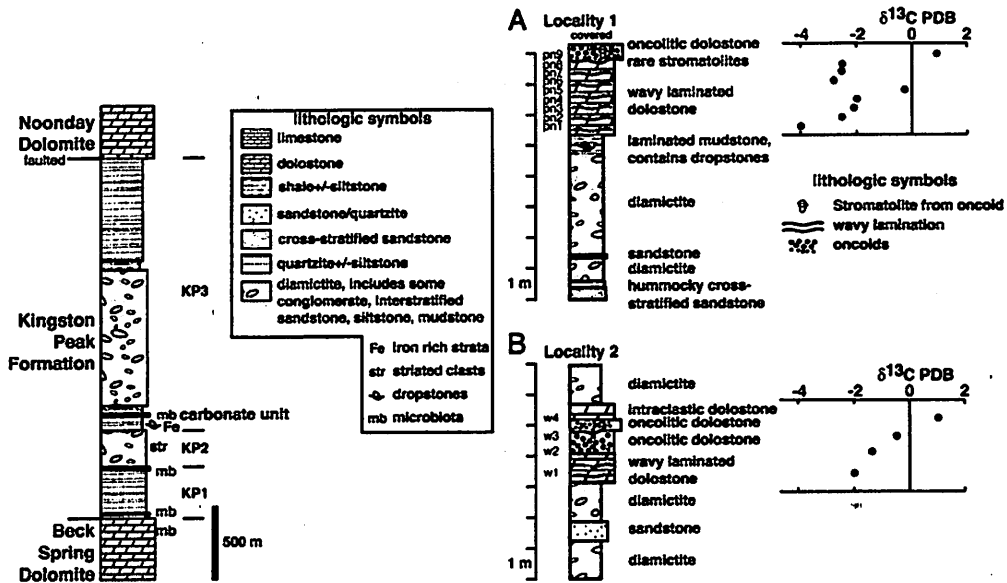 Noonday
Dolomite
faulted
KP3
Kingston
Peak
Formation
mb carbonate unit
Fe
str
KP2
mb
KP1
mb
Beck
Spring
Dolomite
mb
500 m
lithologic symbols
limestone
dolostone
shale+/-siltstone
sandstone/quartzite
cross-stratified sandstone
quartzite+/-siltstone
diamictite, includes some
conglomerate, interstratified
sandstone, siltstone, mudstone
Fe iron rich strata
str striated clasts
dropstones
mb microbiota
A
Locality 1
covered
oncolitic dolostone
rare stromatolites
wavy laminated
dolostone
laminated mudstone,
contains dropstones
diamictite
sandstone
diamictite
hummocky cross-
stratified sandstone
1 m
pn9
pn1
δ13C PDB
-4 -2 0 2
lithologic symbols
Stromatolite from oncoid
wavy lamination
oncoids
B
Locality 2
diamictite
intraclastic dolostone
w4
oncolitic dolostone
w3
oncolitic dolostone
w2
w1
wavy laminated
dolostone
diamictite
sandstone
diamictite
1 m
δ13C PDB
-4 -2 0 2